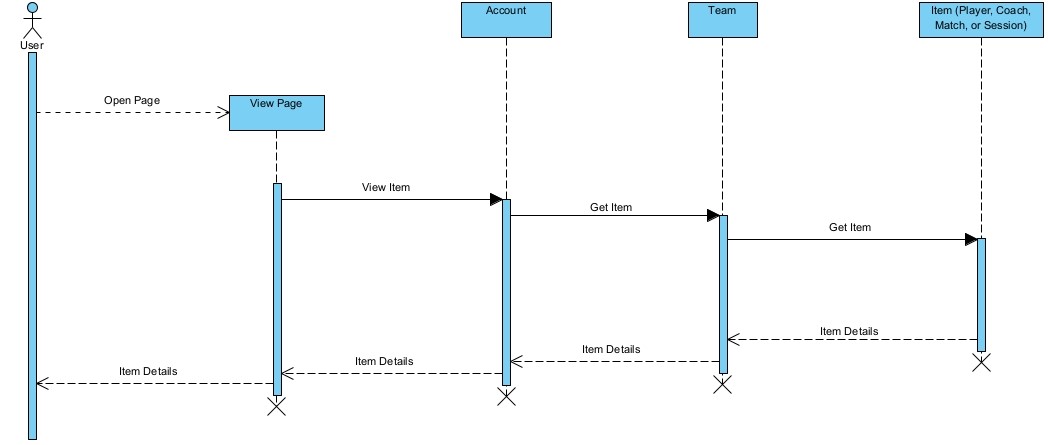 Account
Team
Item (Player, Coach,
Match, or Session)
User
Open Page
View Page
View Item
Get Item
Get Item
Item Details
Item Details
Item Details
Item Details